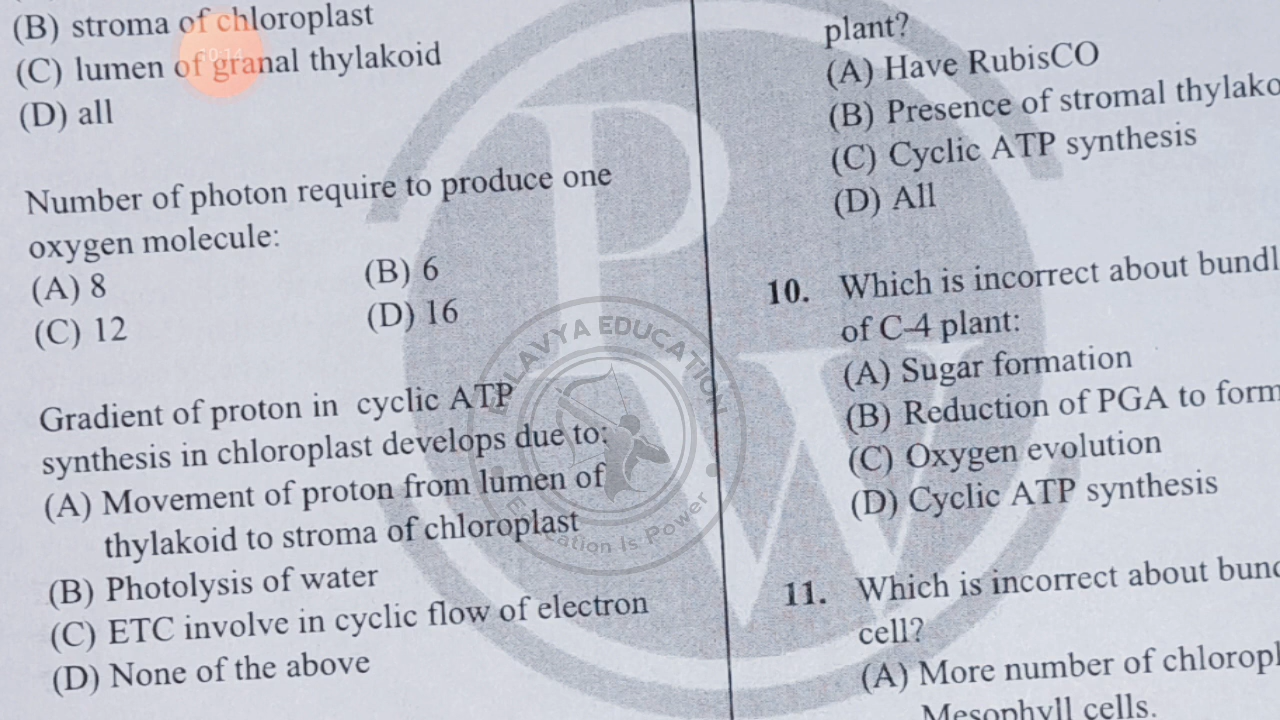 (B) stroma of chloroplast
(C) lumen of granal thylakoid
(D) all
Number of photon require to produce one
oxygen molecule:
(A) 8
(B) 6
(C) 12
(D) 16
Gradient of proton in cyclic ATP
synthesis in chloroplast develops due to:
(A) Movement of proton from lumen of
thylakoid to stroma of chloroplast
(B) Photolysis of water
(C) ETC involve in cyclic flow of electron
(D) None of the above
plant?
(A) Have RubisCO
(B) Presence of stromal thylako
(C) Cyclic ATP synthesis
(D) All
10. Which is incorrect about bundl
of C-4 plant:
(A) Sugar formation
(B) Reduction of PGA to form
(C) Oxygen evolution
(D) Cyclic ATP synthesis
11. Which is incorrect about bund
cell?
(A) More number of chloropl
Mesophyll cells.
P
W
EDUCATION
is Power